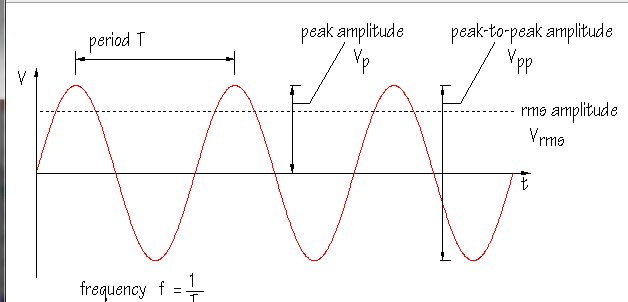 period T
peak amplitude
Vp
peak-to-peak amplitude
Vpp
V
rms amplitude
Vrms
t
frequency f = 1/T